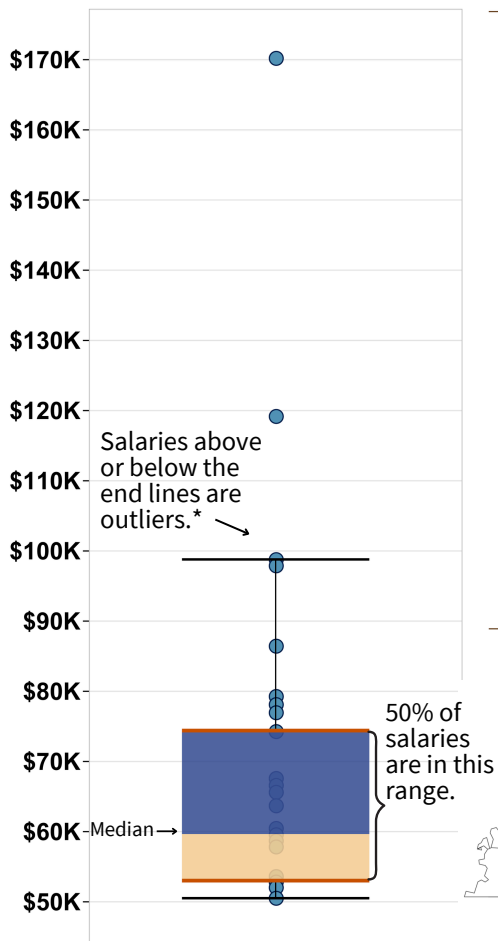 $170K
$160K
$150K
$140K
$130K
$120K
Salaries above
or below the
end lines are
outliers.*
$110K
$100K
$90K
$80K
50% of
salaries
are in this
range.
$70K
$60K
Median
$50K